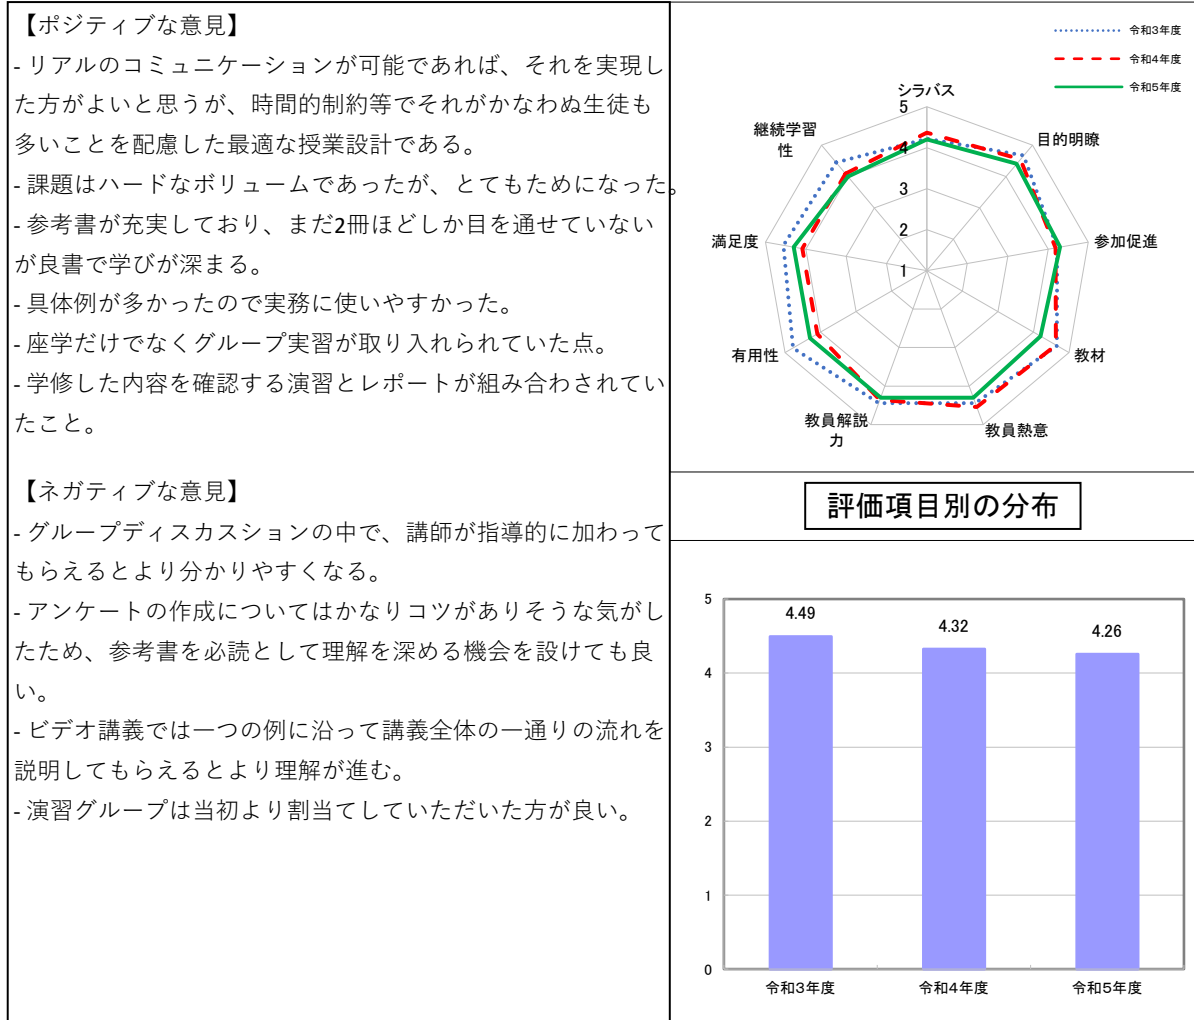 【ポジティブな意見】
- リアルのコミュニケーションが可能であれば、それを実現し
た方がよいと思うが、時間的制約等でそれがかなわぬ生徒も
多いことを配慮した最適な授業設計である。
- 課題はハードなボリュームであったが、とてもためになった。
- 参考書が充実しており、まだ2冊ほどしか目を通せていない
が良書で学びが深まる。
- 具体例が多かったので実務に使いやすかった。
- 座学だけでなくグループ実習が取り入れられていた点。
- 学修した内容を確認する演習とレポートが組み合わされてい
たこと。
【ネガティブな意見】
- グループディスカスションの中で、講師が指導的に加わって
もらえるとより分かりやすくなる。
- アンケートの作成についてはかなりコツがありそうな気がし
たため、参考書を必読として理解を深める機会を設けても良
い。
- ビデオ講義では一つの例に沿って講義全体の一通りの流れを
説明してもらえるとより理解が進む。
- 演習グループは当初より割当てしていただいた方が良い。
令和3年度
令和4年度
令和5年度
シラバス
目的明瞭
参加促進
教材
教員熱意
教員解説
力
有用性
満足度
継続学習
性
5
4
3
2
1
評価項目別の分布
5
4
3
2
1
0
4.49
4.32
4.26
令和3年度
令和4年度
令和5年度